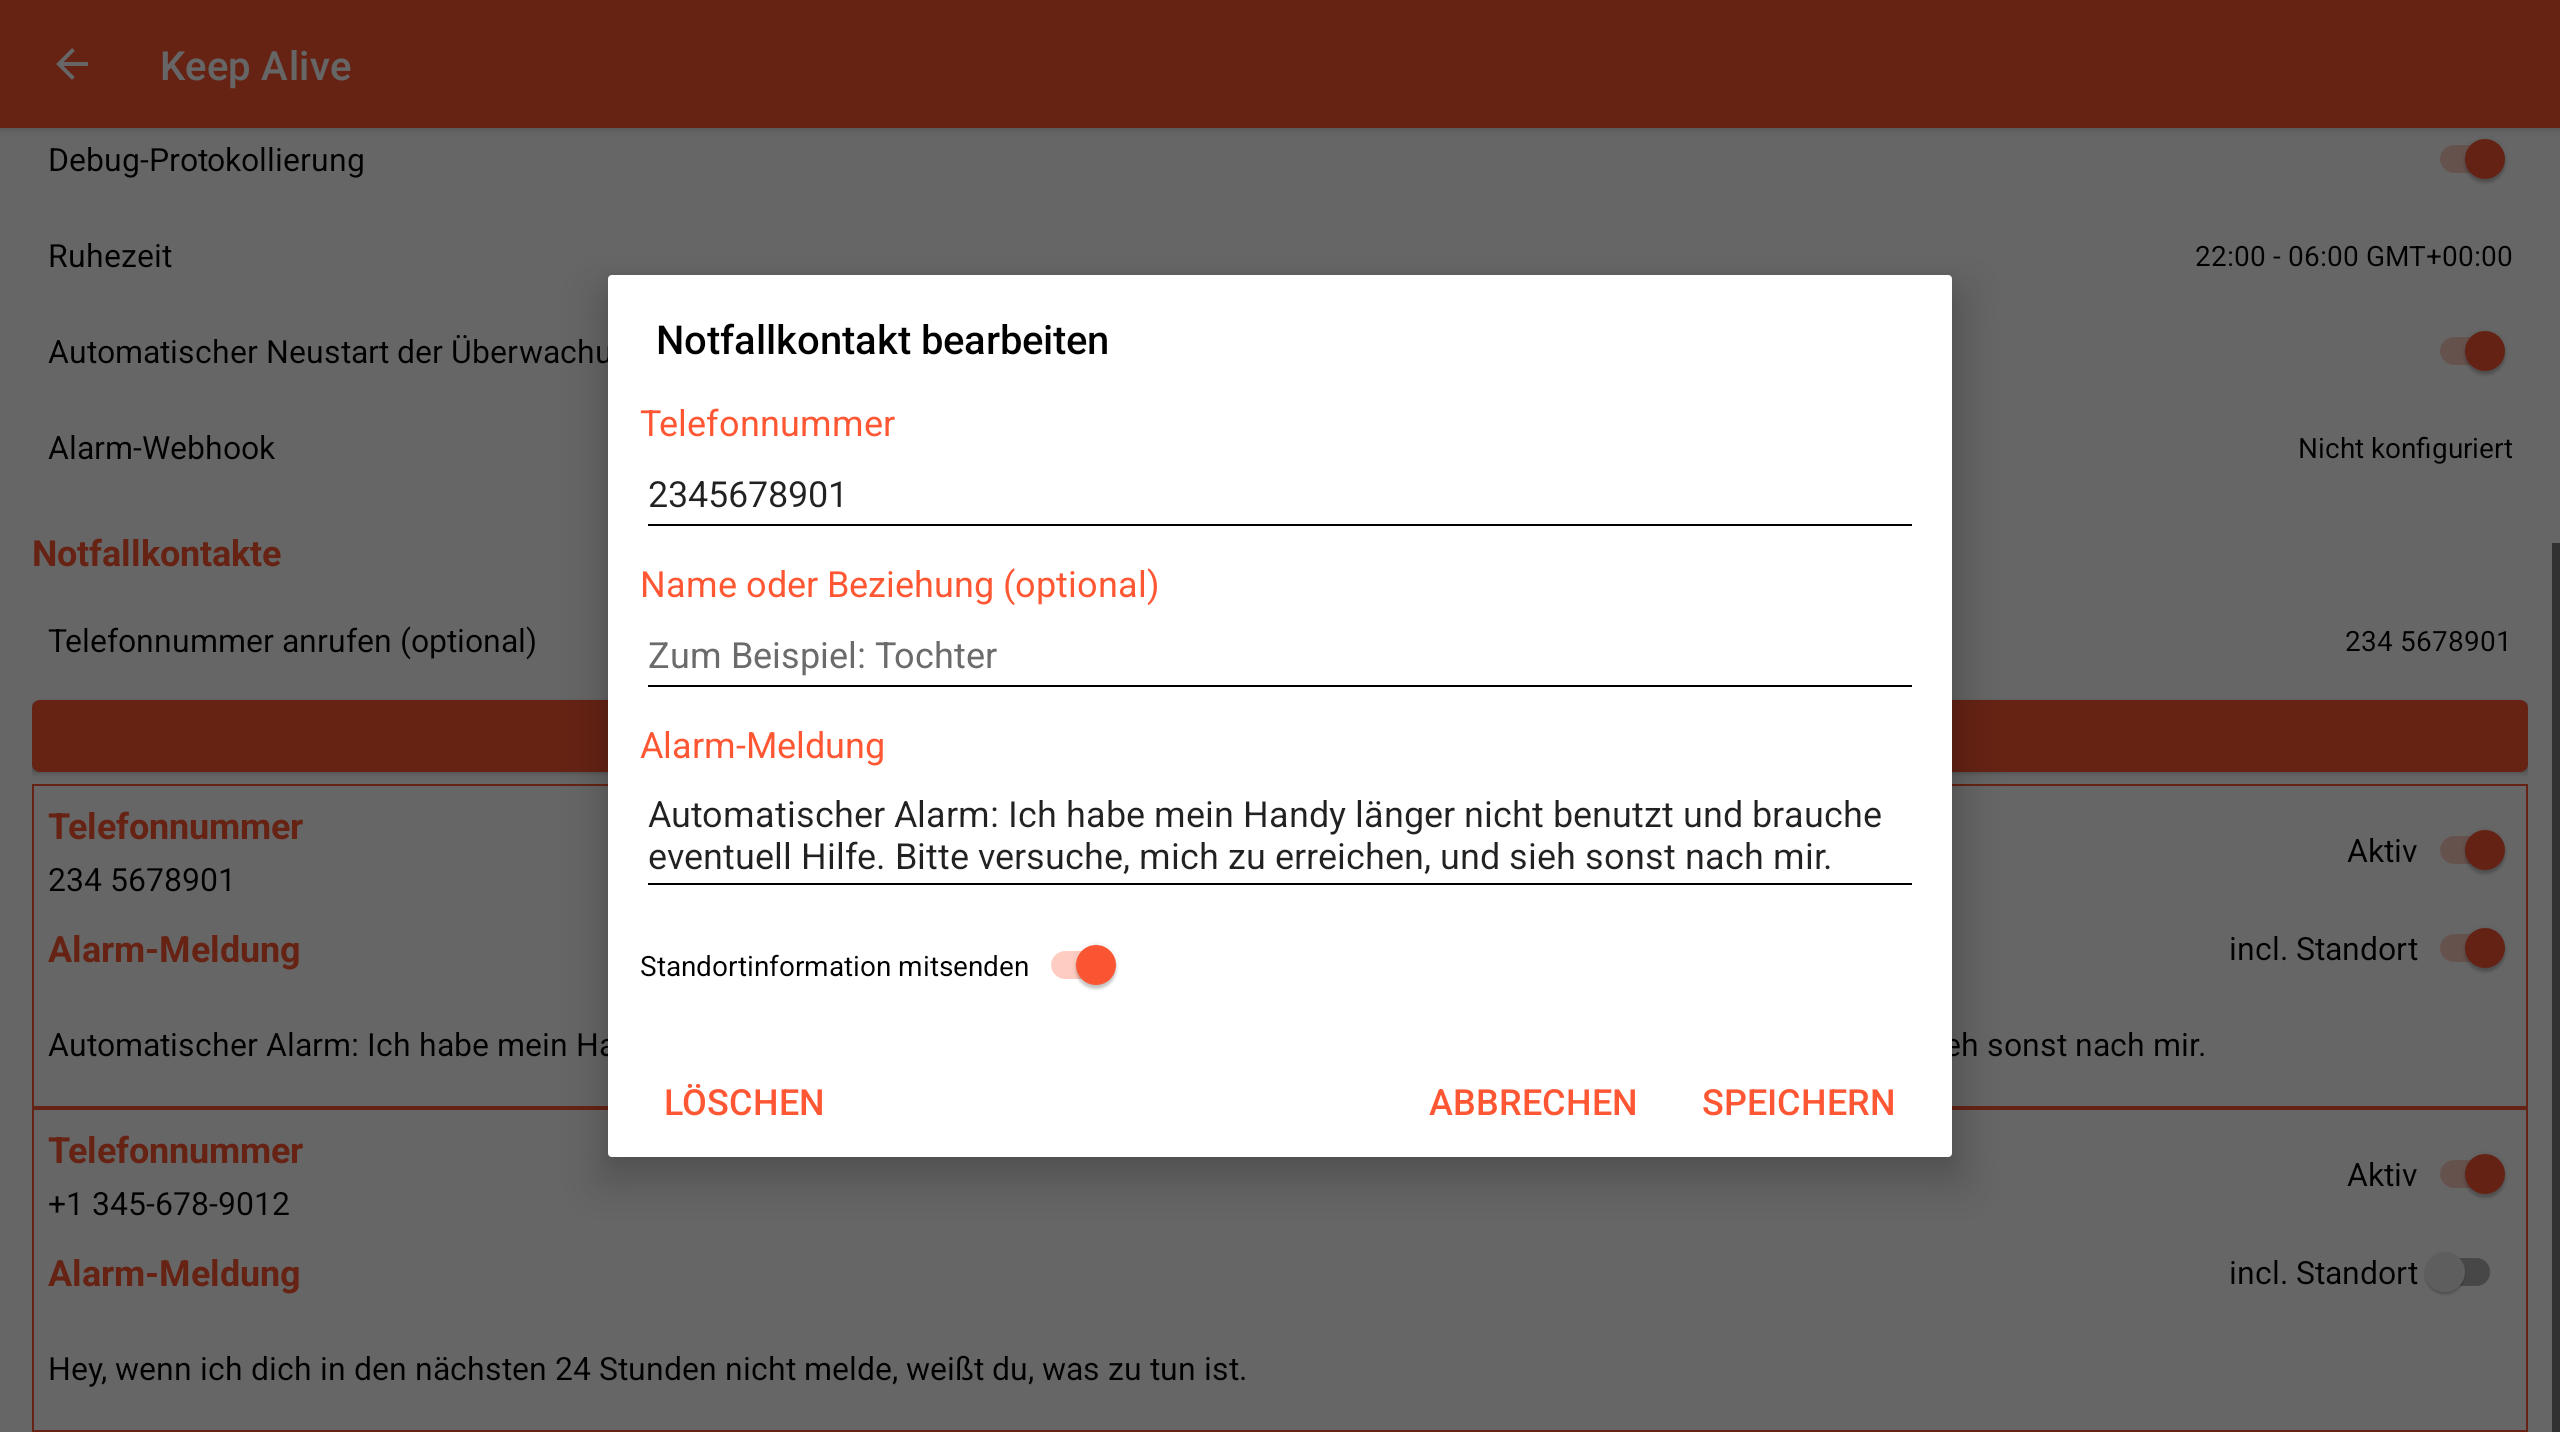 Keep Alive
Debug-Protokollierung
Ruhezeit
22:00 - 06:00 GMT+00:00
Automatischer Neustart der
Alarm-Webhook
Nicht konfiguriert
Notfallkontakte
Telefonnummer anrufen (optional)
234 5678901
Notfallkontakt bearbeiten
Telefonnummer
2345678901
Name oder Beziehung (optional)
Zum Beispiel: Tochter
Alarm-Meldung
Automatischer Alarm: Ich habe mein Handy länger nicht benutzt und brauche
eventuell Hilfe. Bitte versuche, mich zu erreichen, und sieh sonst nach mir.
Standortinformation mitsenden
LÖSCHEN
ABBRECHEN
SPEICHERN
Telefonnummer
234 5678901
Aktiv
Alarm-Meldung
incl. Standort
Automatischer Alarm: Ich habe mein
sonst nach mir.
Telefonnummer
+1 345-678-9012
Aktiv
Alarm-Meldung
incl. Standort
Hey, wenn ich dich in den nächsten 24 Stunden nicht melde, weißt du, was zu tun ist.